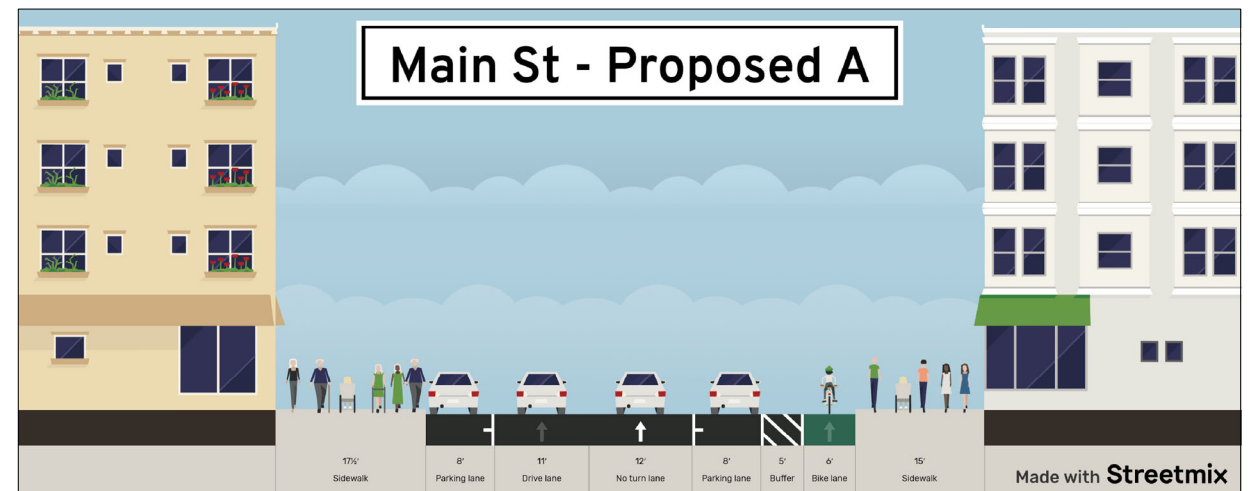 Main St - Proposed A
17½' 8' 11' 12' 8' 5' 6' 15'
Sidewalk Parking lane Drive lane No turn lane Parking lane Buffer Bike lane Sidewalk
Made with Streetmix